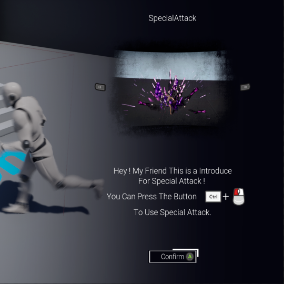 SpecialAttack
Hey ! My Friend This is a Introduce
For Special Attack !
You Can Press The Button Ctrl +
To Use Special Attack.
Confirm